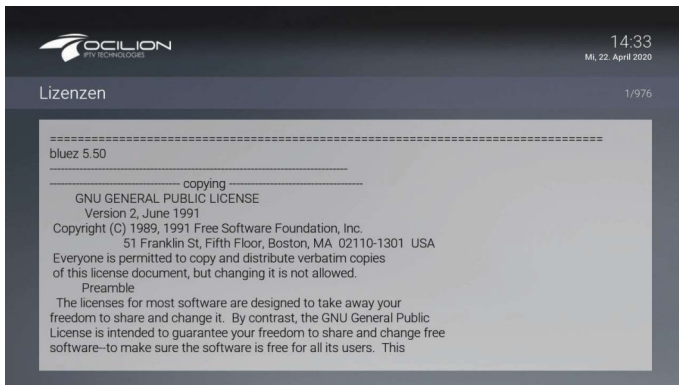 OCILION
IPTV TECHNOLOGIES
14:33
Mi, 22. April 2020
Lizenzen
1/976
================================================================================
bluez 5.50
--------------------------------------------------------------------------------
----------------------------------- copying -----------------------------------
GNU GENERAL PUBLIC LICENSE
Version 2, June 1991
Copyright (C) 1989, 1991 Free Software Foundation, Inc.
51 Franklin St, Fifth Floor, Boston, MA 02110-1301 USA
Everyone is permitted to copy and distribute verbatim copies
of this license document, but changing it is not allowed.
Preamble
The licenses for most software are designed to take away your
freedom to share and change it. By contrast, the GNU General Public
License is intended to guarantee your freedom to share and change free
software--to make sure the software is free for all its users. This